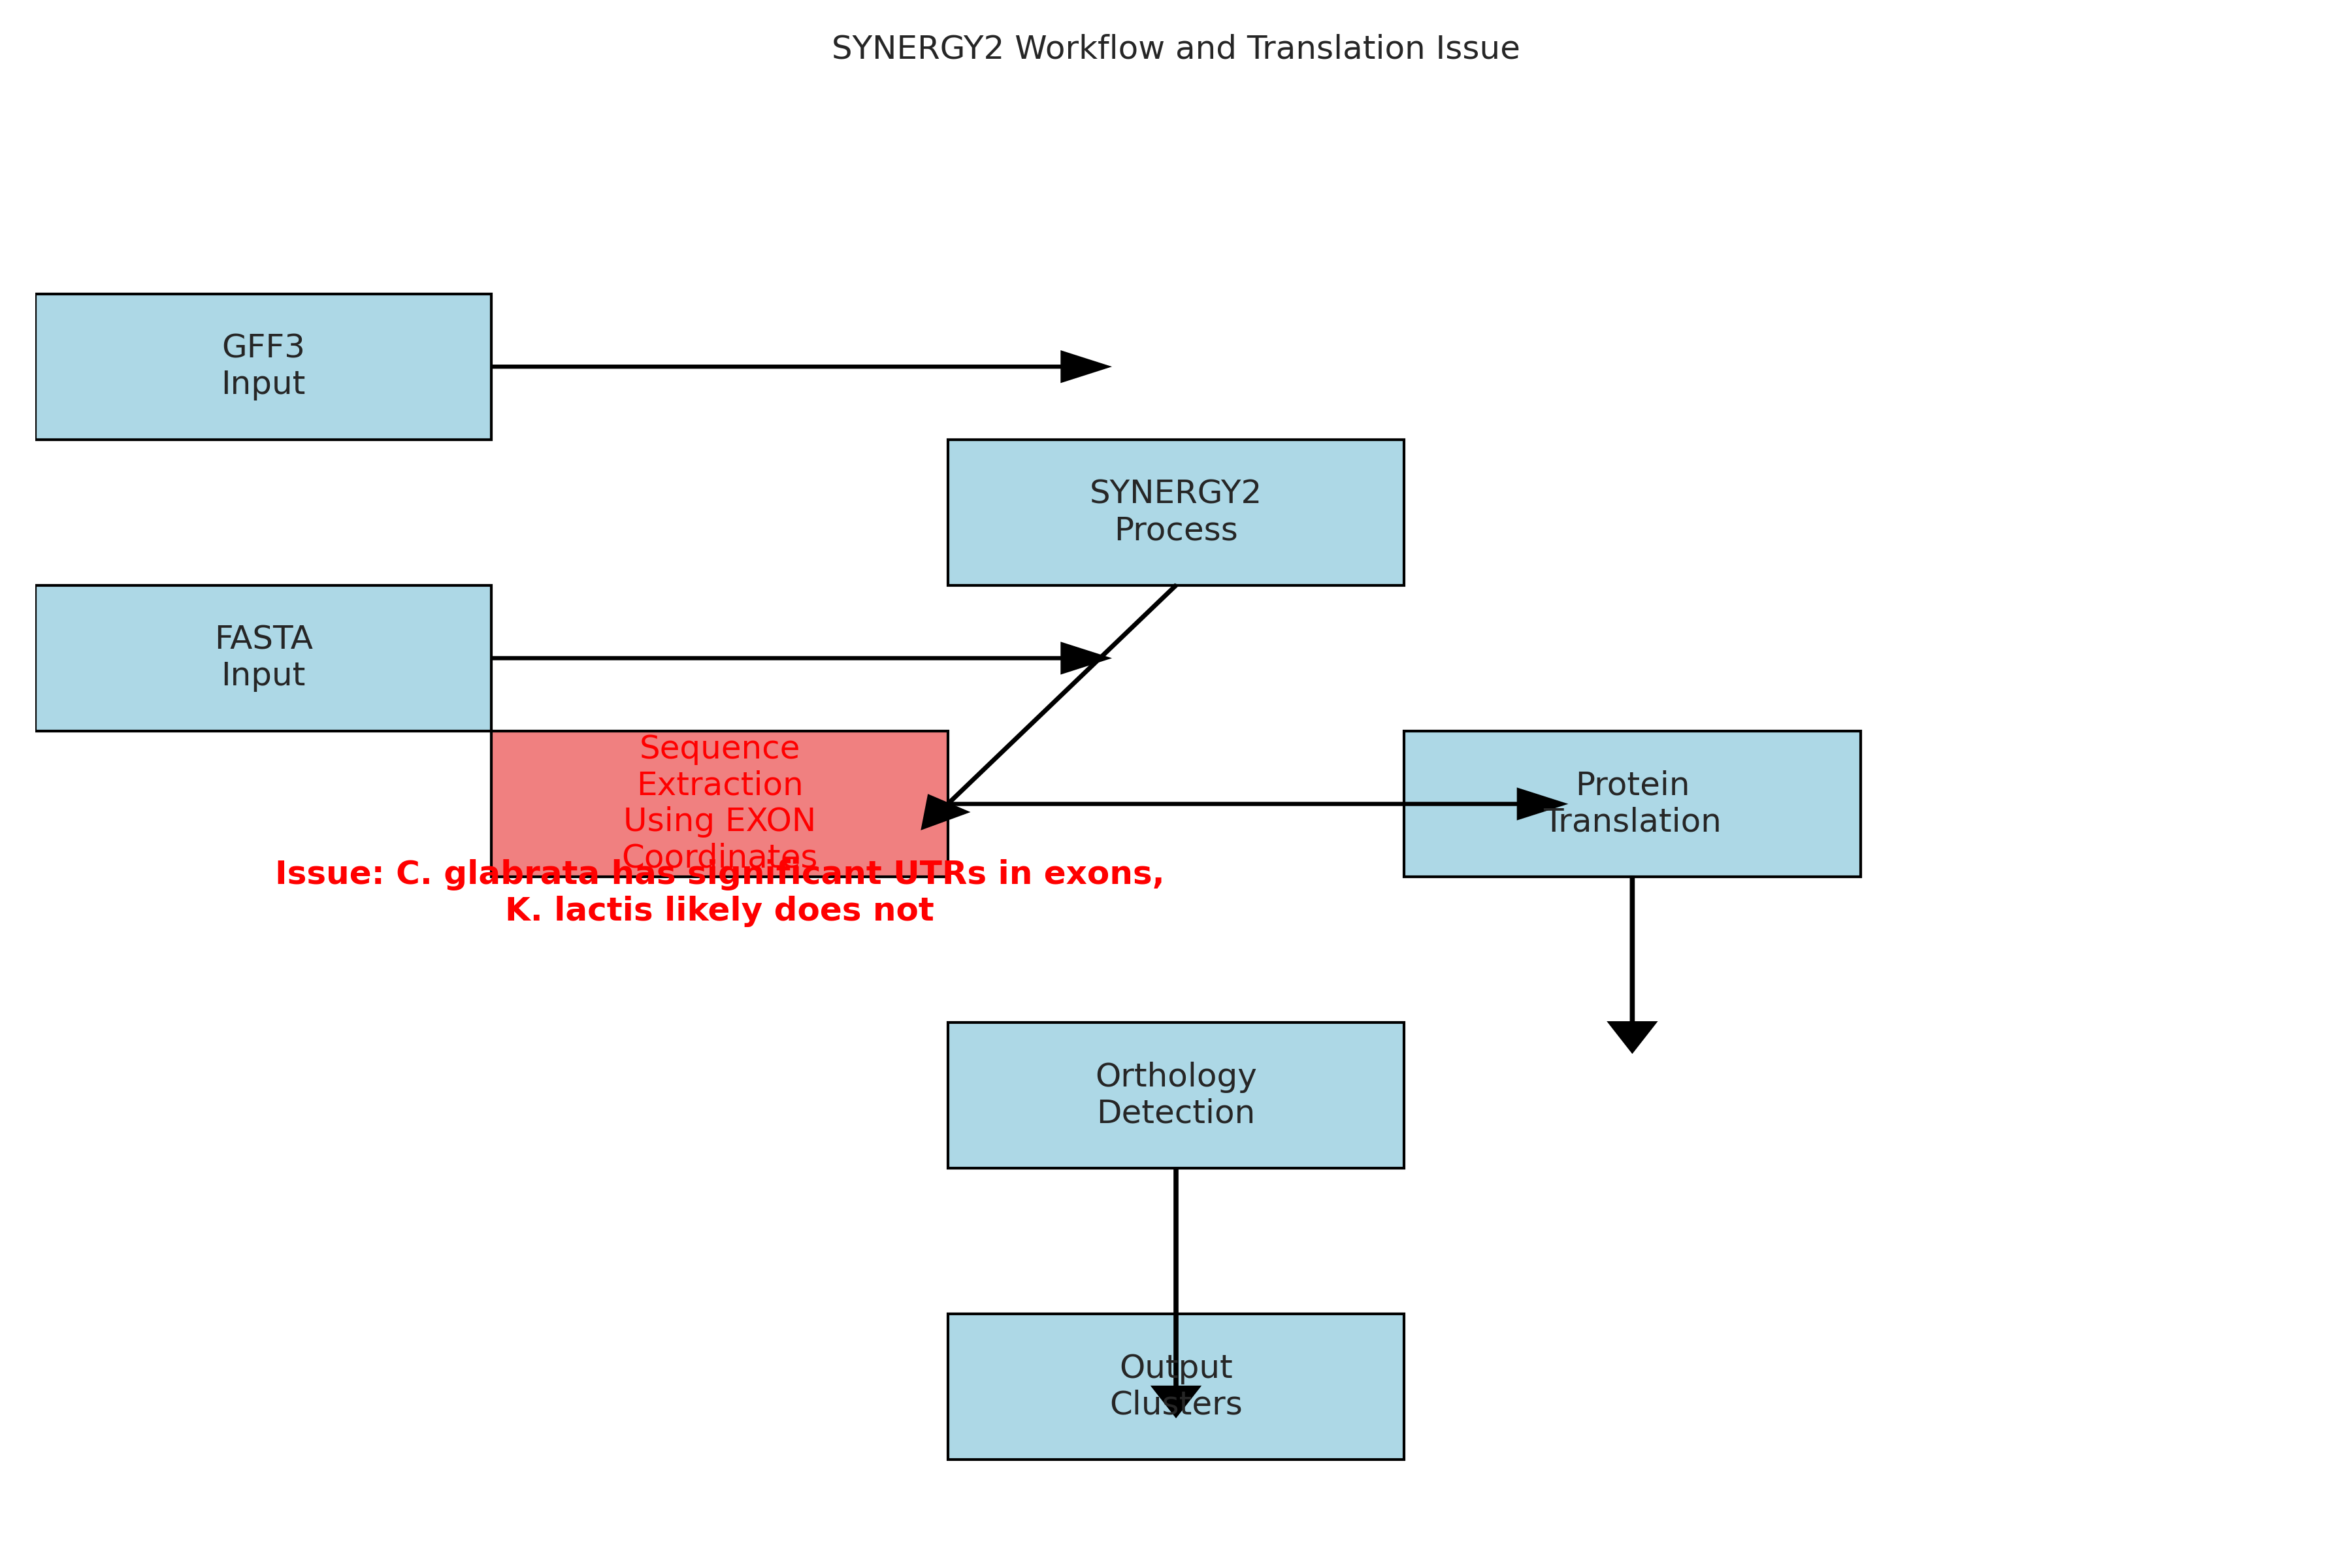 SYNERGY2 Workflow and Translation Issue
GFF3
Input
SYNERGY2
Process
FASTA
Input
Sequence
Extraction
Using EXON
Coordinates
Protein
Translation
Issue: C. glabrata has significant UTRs in exons,
K. lactis likely does not
Orthology
Detection
Output
Clusters